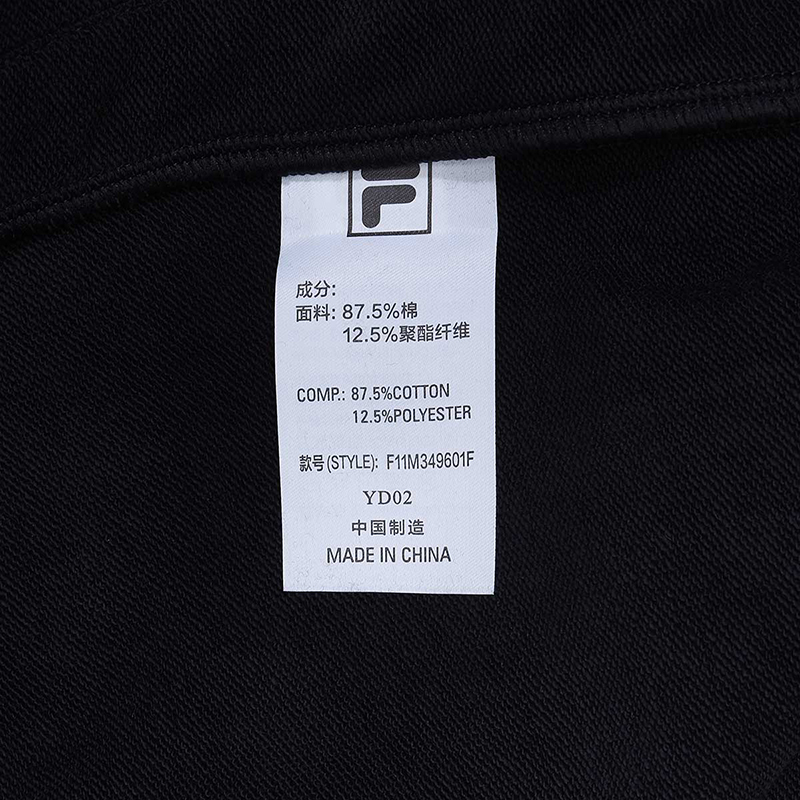 成分:
面料: 87.5%棉
12.5%聚酯纤维
COMP.: 87.5%COTTON
12.5%POLYESTER
款号(STYLE): F11M349601F
YD02
中国制造
MADE IN CHINA